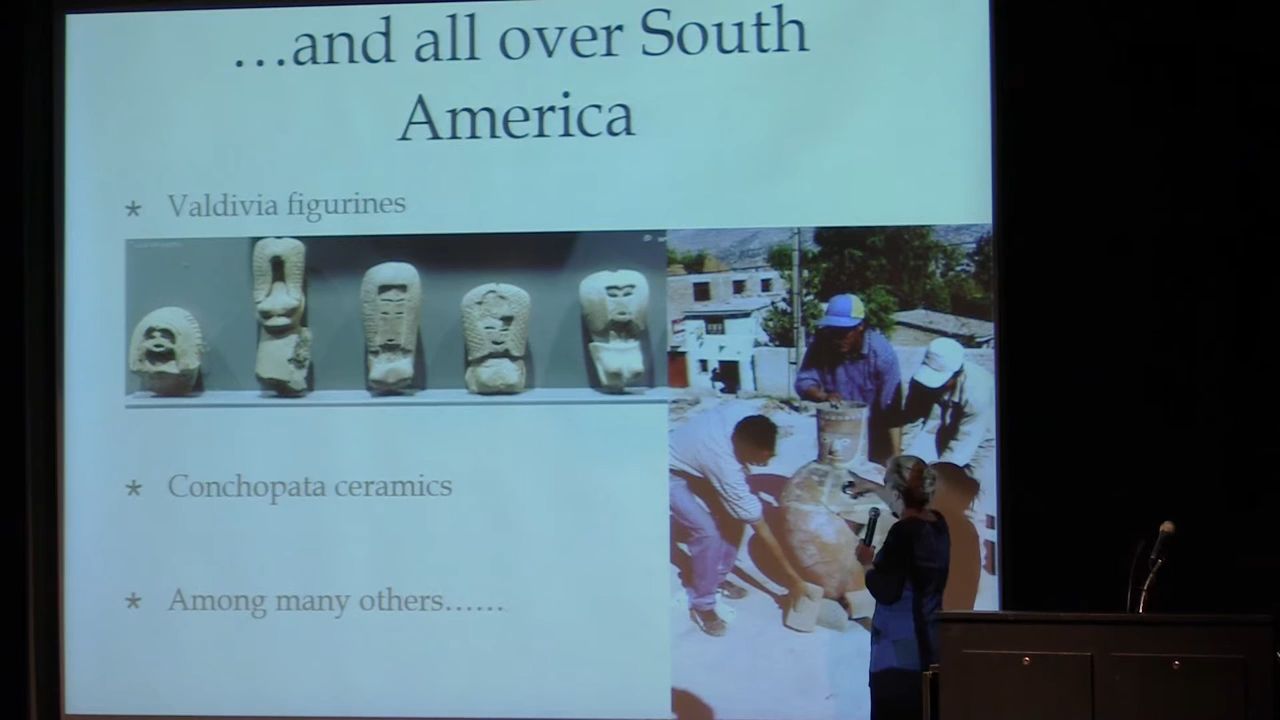 …and all over South
America
* Valdivia figurines
* Conchopata ceramics
* Among many others……